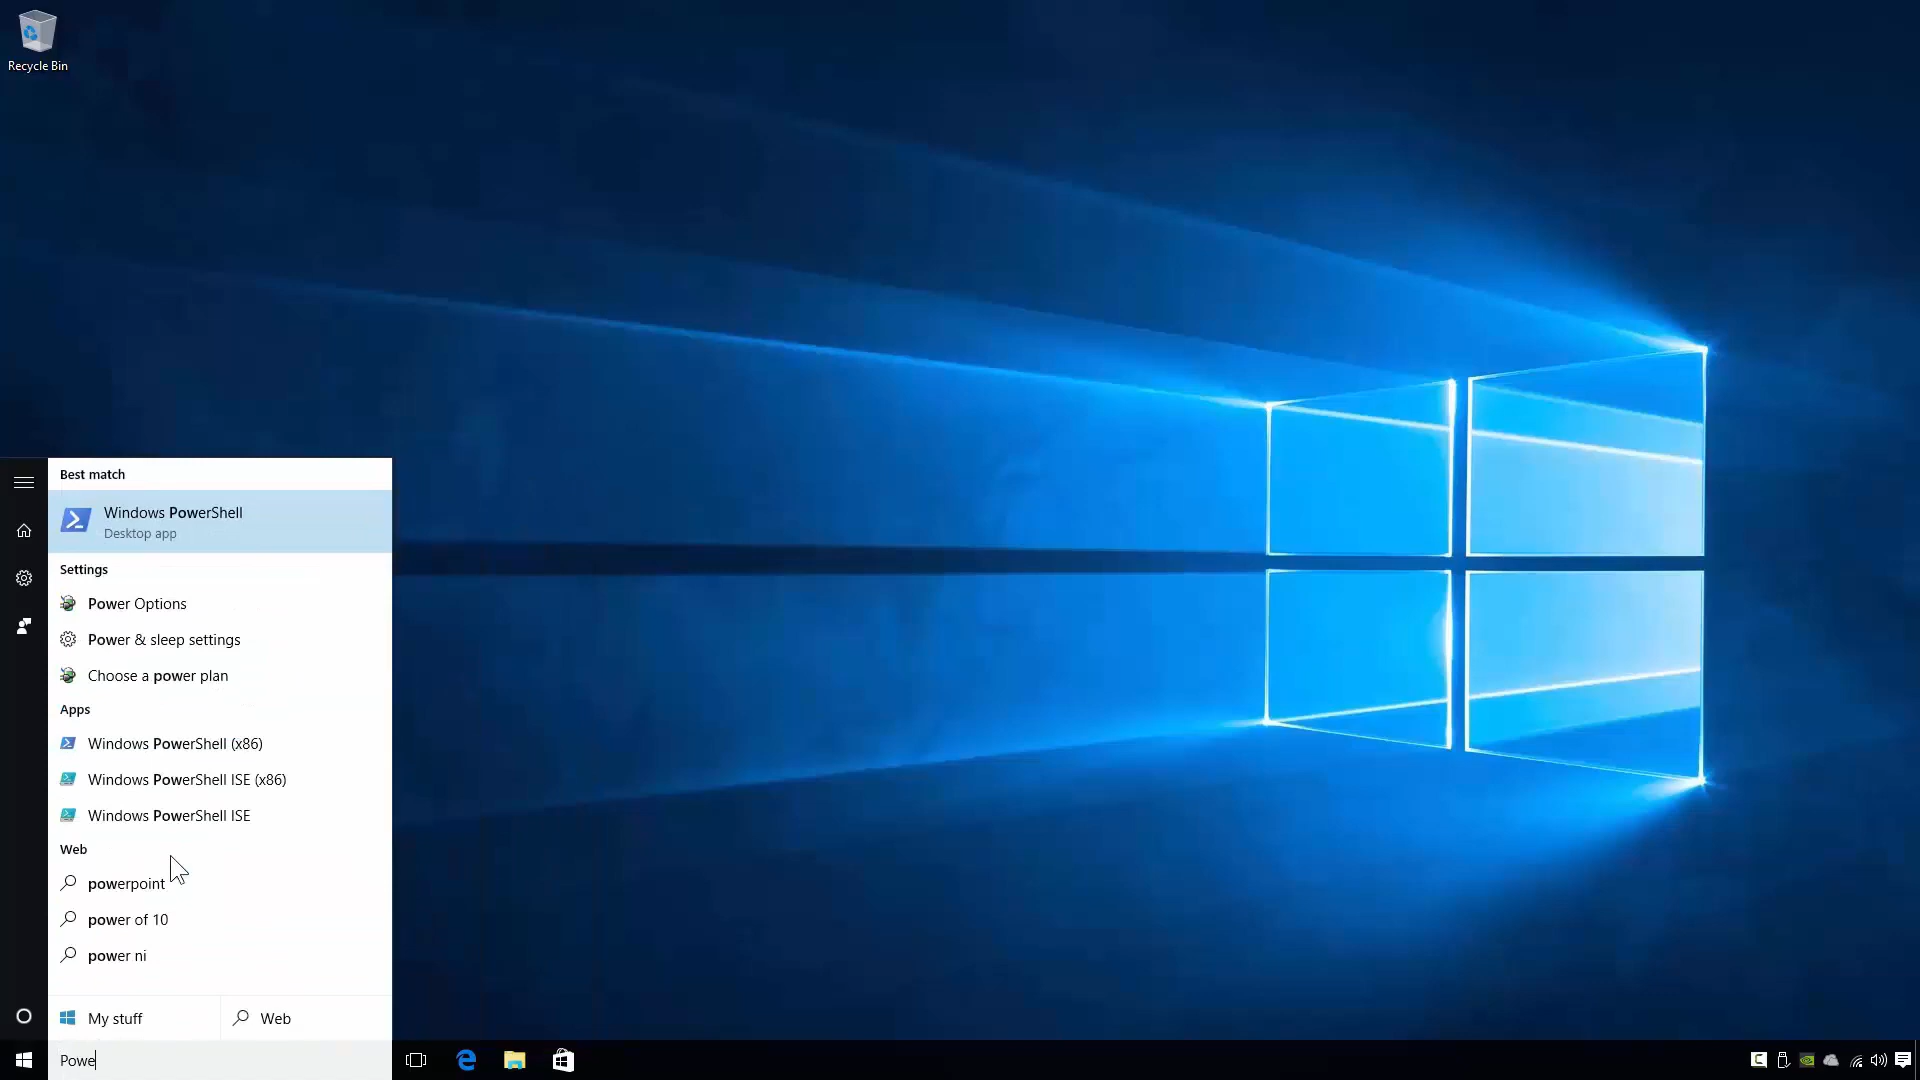 Recycle Bin
Best match
Windows PowerShell
Desktop app
Settings
Power Options
Power & sleep settings
Choose a power plan
Apps
Windows PowerShell (x86)
Windows PowerShell ISE (x86)
Windows PowerShell ISE
Web
powerpoint
power of 10
power ni
My stuff
Web
Powe